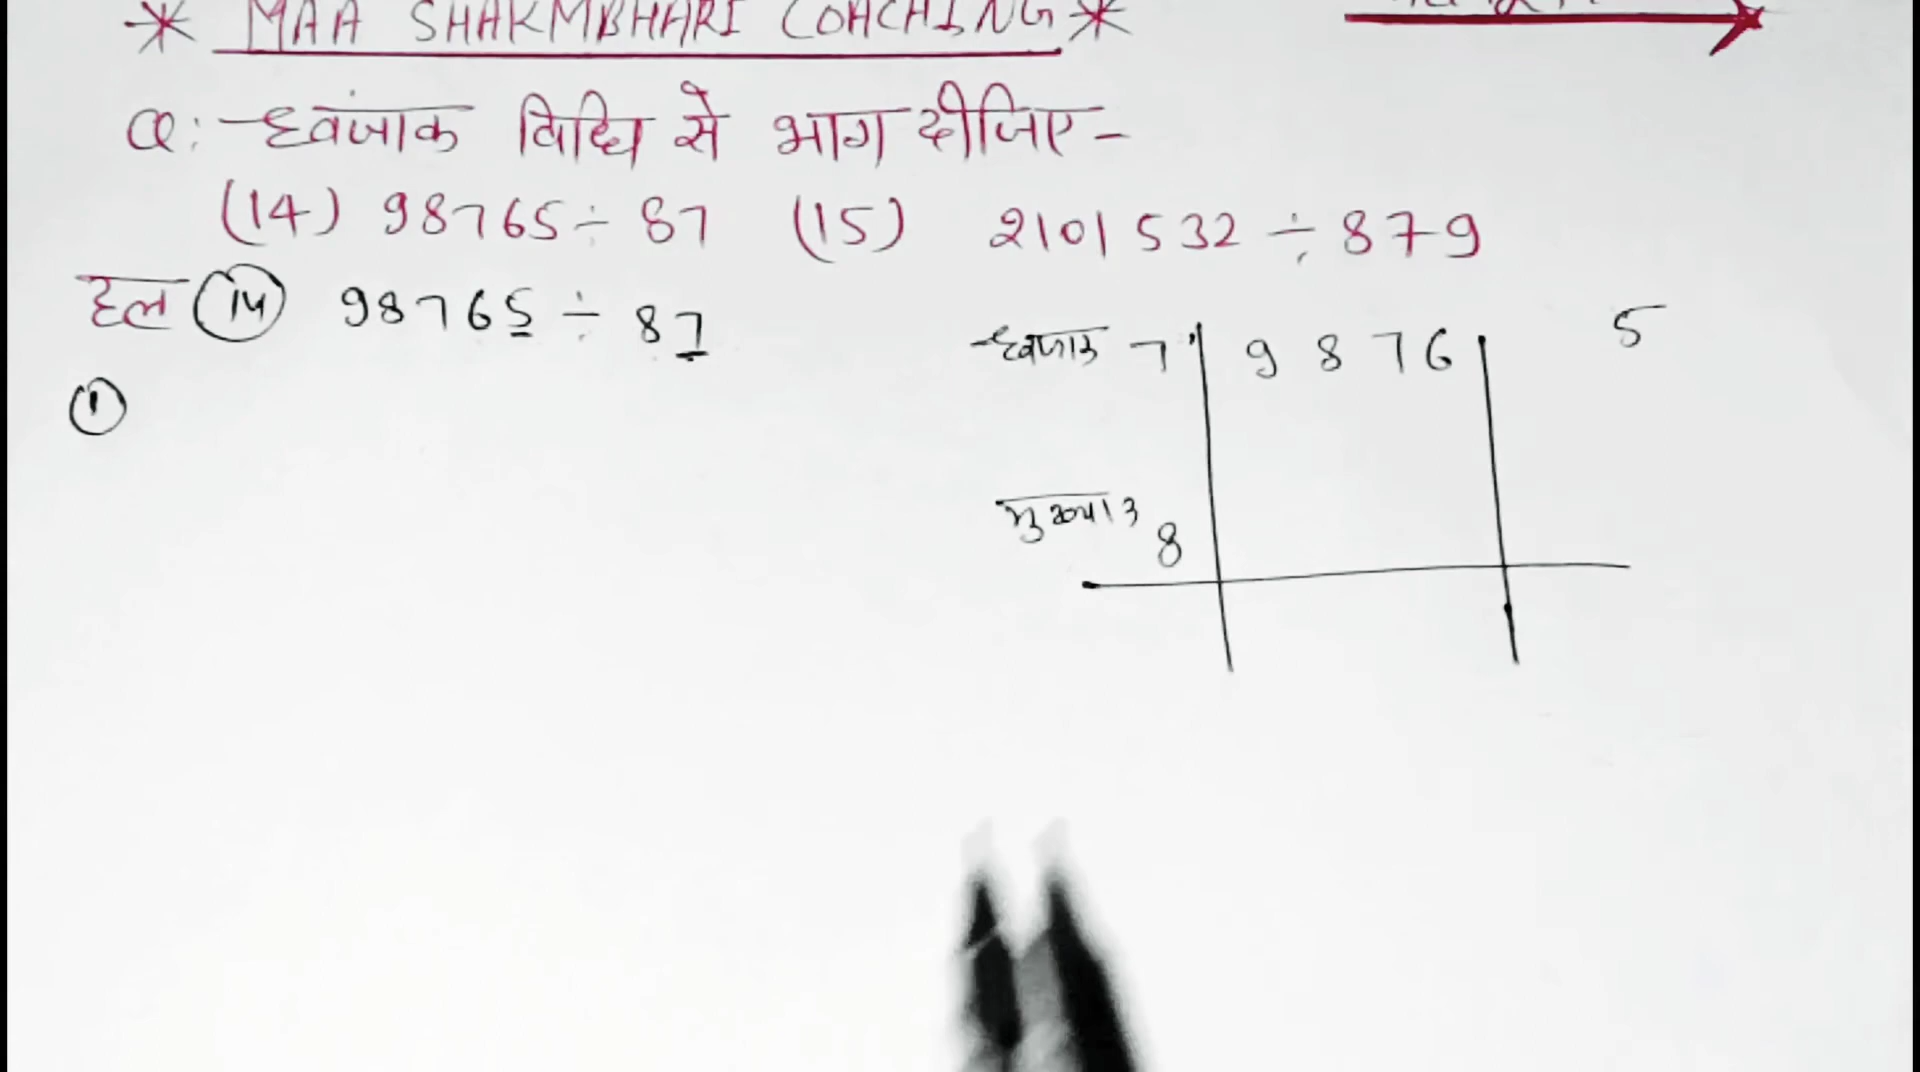 * MAA SHAKMBHARI COACHING *
Q:- ध्वंजाक विधि से भाग दीजिए -
(14) 98765 ÷ 87 (15) 2101532 ÷ 879
हल (14) 98765 ÷ 87
ध्वजांक 7 9 8 7 6 5
(1)
मुख्यांक 8